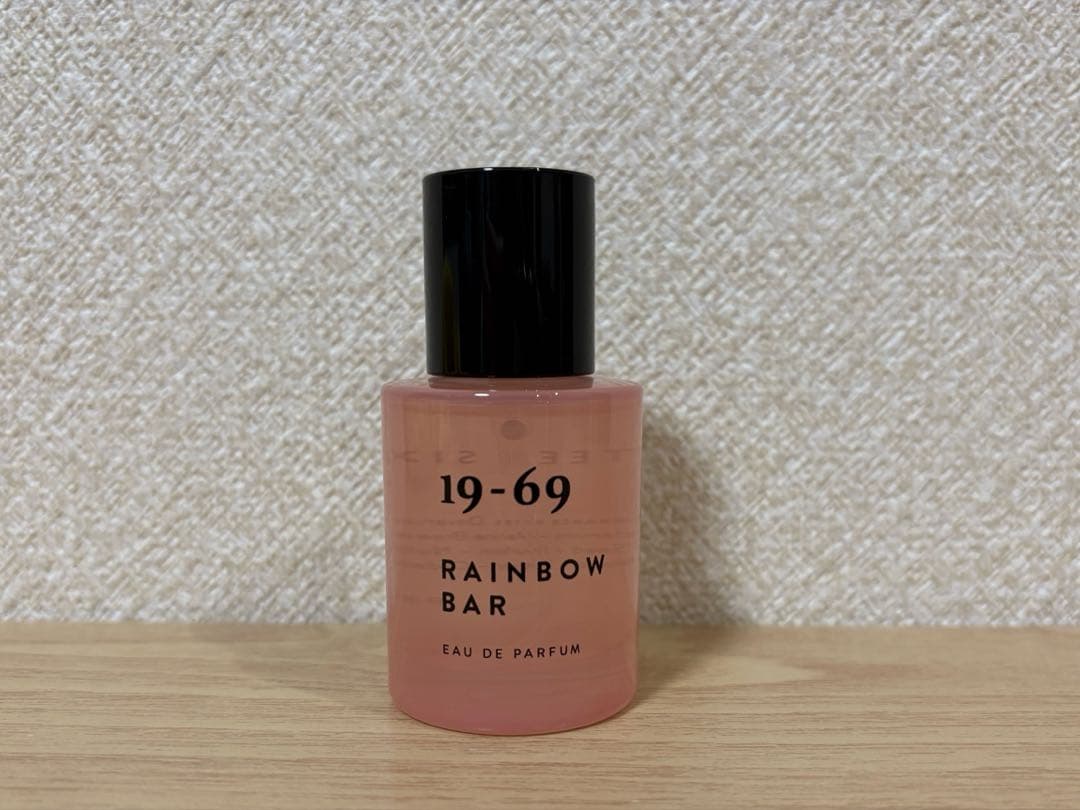 19-69
RAINBOW
BAR
EAU DE PARFUM